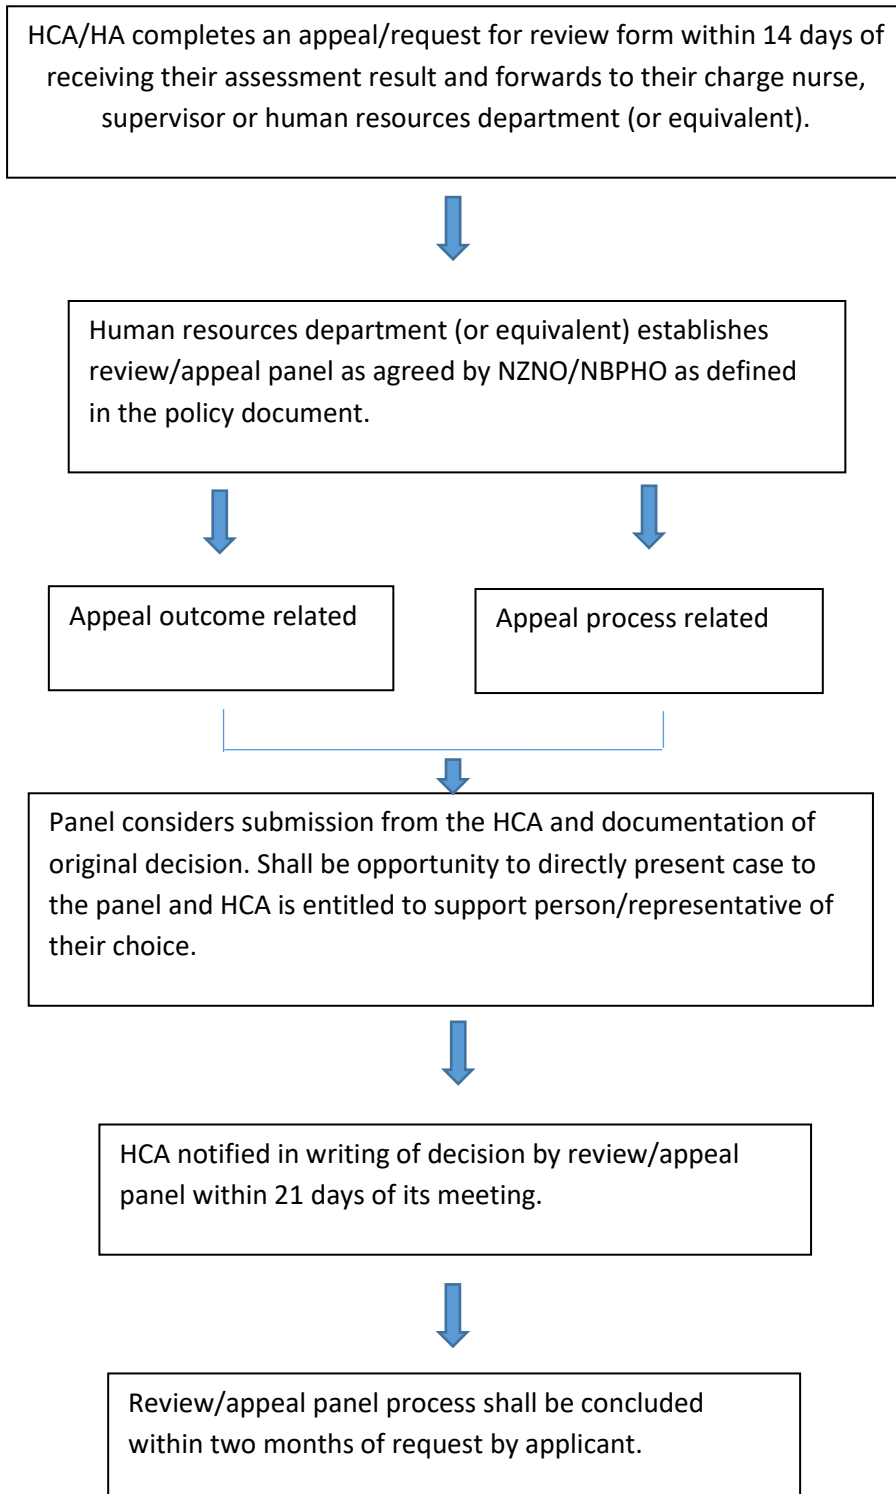 HCA/HA completes an appeal/request for review form within 14 days of
receiving their assessment result and forwards to their charge nurse,
supervisor or human resources department (or equivalent).
Human resources department (or equivalent) establishes
review/appeal panel as agreed by NZNO/NBPHO as defined
in the policy document.
Appeal outcome related
Appeal process related
Panel considers submission from the HCA and documentation of
original decision. Shall be opportunity to directly present case to
the panel and HCA is entitled to support person/representative of
their choice.
HCA notified in writing of decision by review/appeal
panel within 21 days of its meeting.
Review/appeal panel process shall be concluded
within two months of request by applicant.